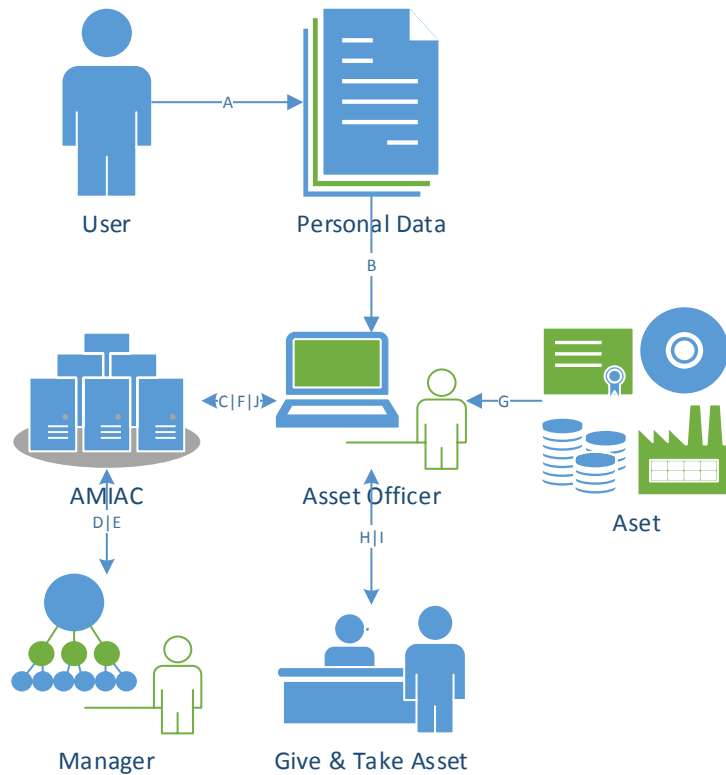 A
User
Personal Data
B
C|F|J
G
AMIAC
Asset Officer
Aset
D|E
H|I
Manager
Give & Take Asset